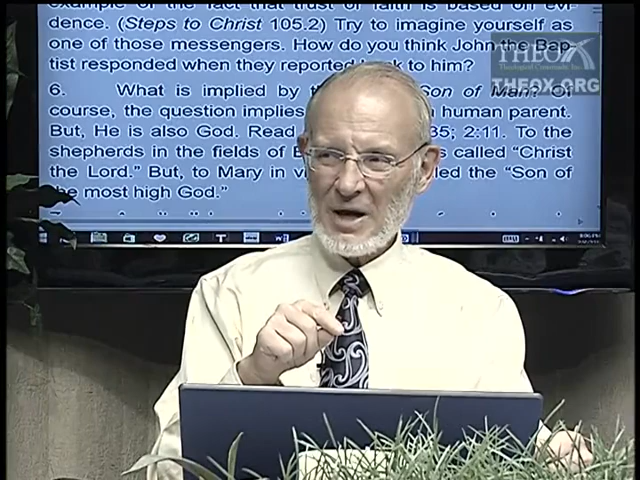 example of the fact that trust or faith is based on evi-
dence. (Steps to Christ 105.2) Try to imagine yourself as
one of those messengers. How do you think John the Bap-
tist responded when they reported back to him?
6. What is implied by Son of Man? Of
course, the question implies human parent.
But, He is also God. Read 35; 2:11. To the
shepherds in the fields of called "Christ
the Lord." But, to Mary in led the "Son of
the most high God."
THEOX
THEOX.ORG